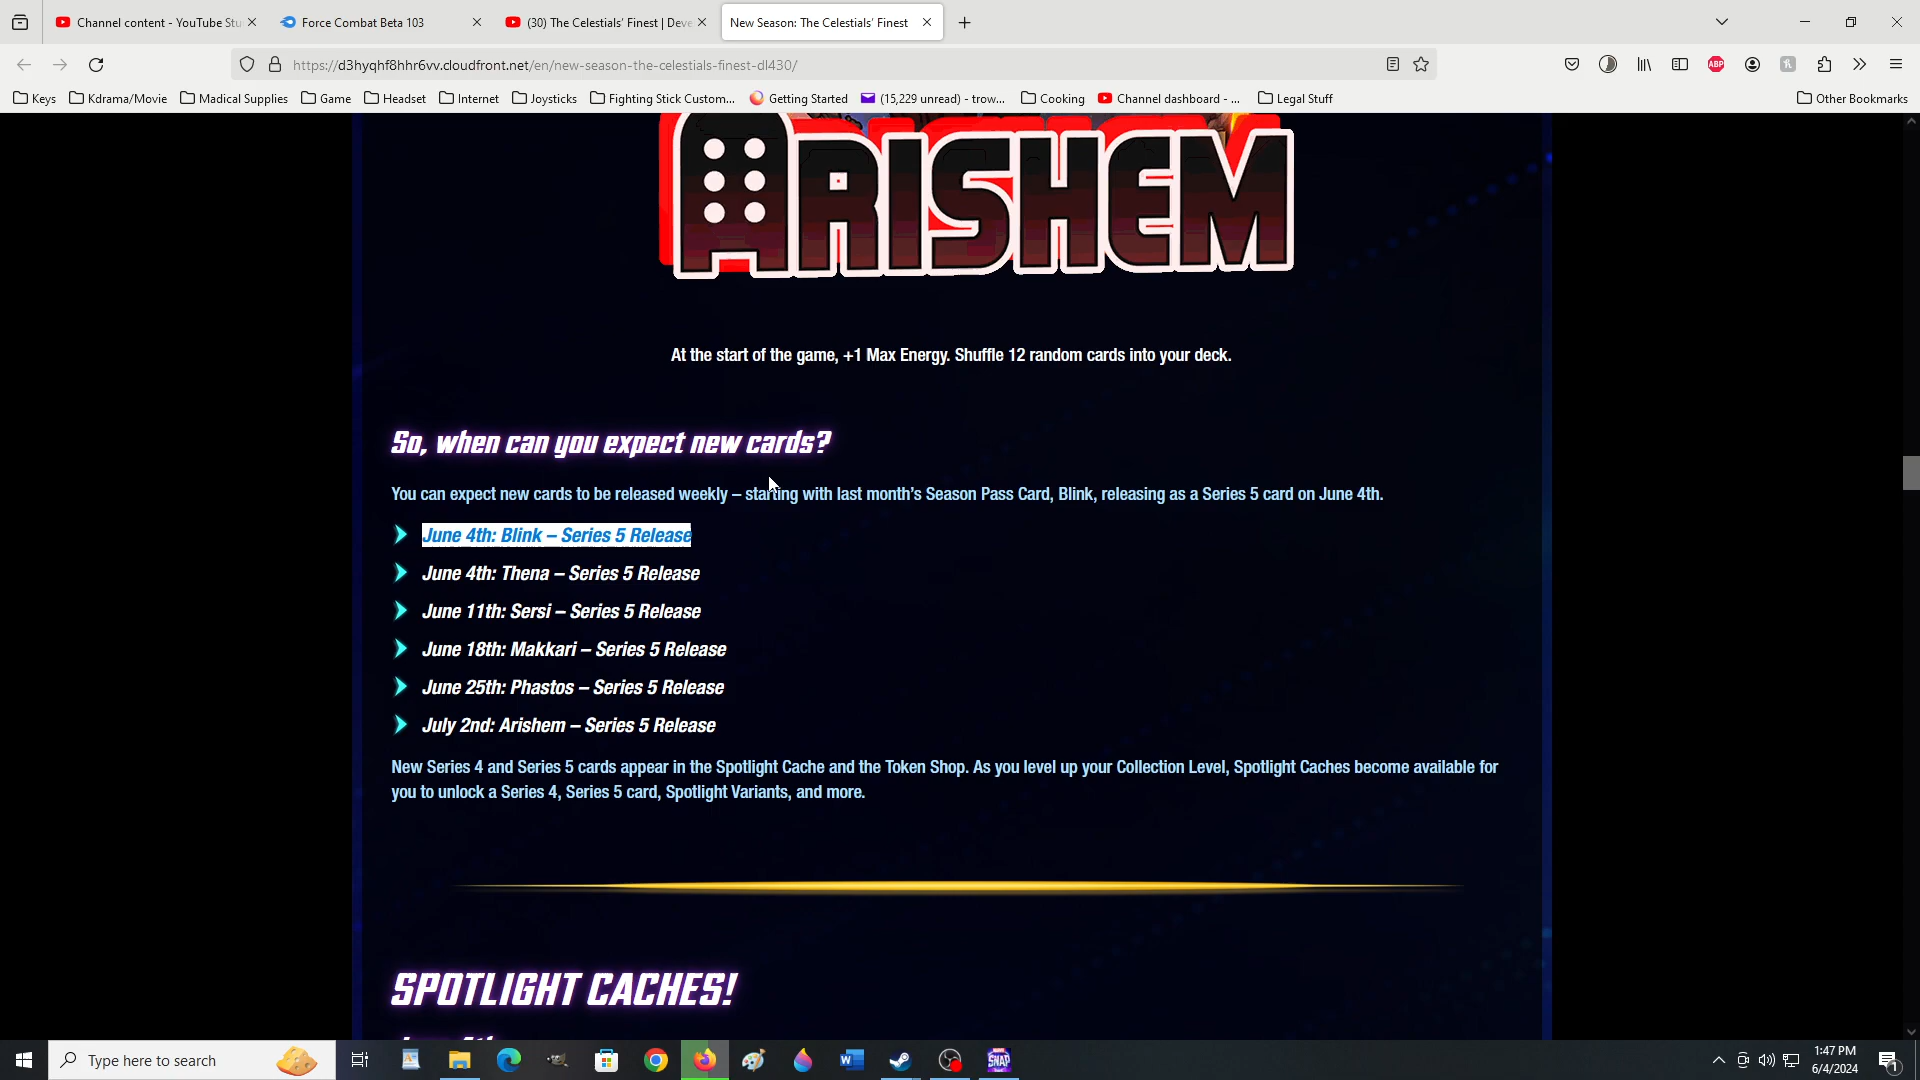 Channel content - YouTube Stu
Force Combat Beta 103
(30) The Celestials' Finest | Deve
New Season: The Celestials' Finest
https://d3hyqhf8hhr6vv.cloudfront.net/en/new-season-the-celestials-finest-dl430/
ABP
Keys
Kdrama/Movie
Madical Supplies
Game
Headset
Internet
Joysticks
Fighting Stick Custom...
Getting Started
(15,229 unread) - trow...
Cooking
Channel dashboard - ...
Legal Stuff
Other Bookmarks
ARISHEM
At the start of the game, +1 Max Energy. Shuffle 12 random cards into your deck.
So, when can you expect new cards?
You can expect new cards to be released weekly – starting with last month's Season Pass Card, Blink, releasing as a Series 5 card on June 4th.
June 4th: Blink – Series 5 Release
June 4th: Thena – Series 5 Release
June 11th: Sersi – Series 5 Release
June 18th: Makkari – Series 5 Release
June 25th: Phastos – Series 5 Release
July 2nd: Arishem – Series 5 Release
New Series 4 and Series 5 cards appear in the Spotlight Cache and the Token Shop. As you level up your Collection Level, Spotlight Caches become available for
you to unlock a Series 4, Series 5 card, Spotlight Variants, and more.
SPOTLIGHT CACHES!
Type here to search
SNAP
1:47 PM
6/4/2024
1